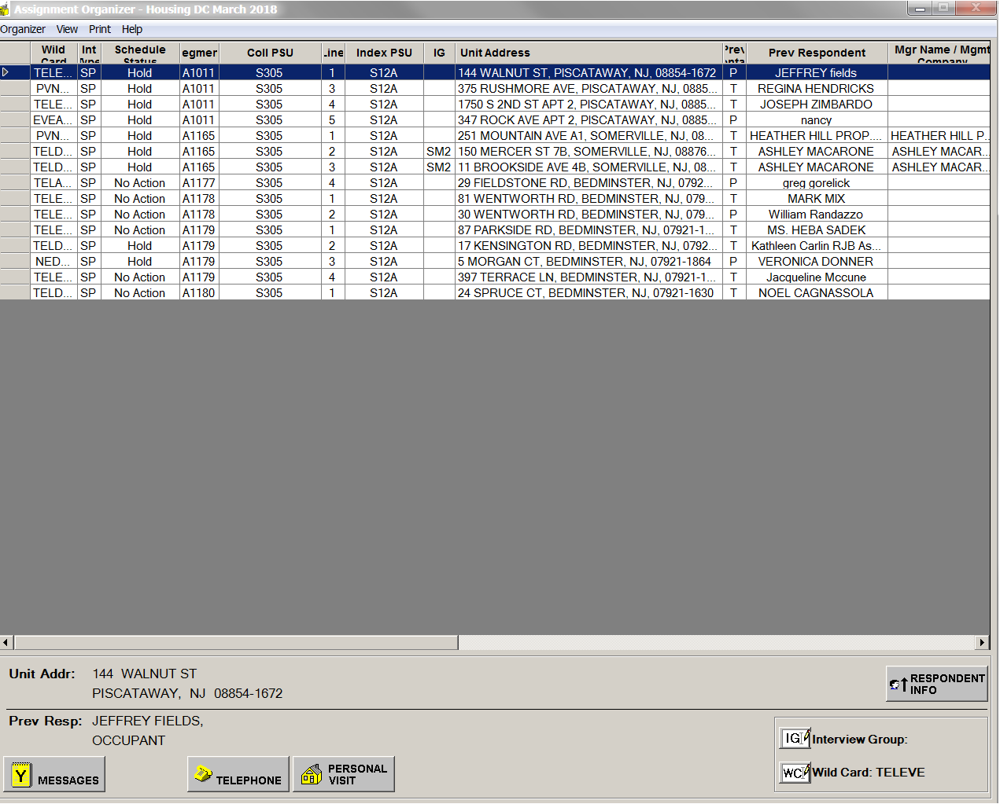 Assignment Organizer - Housing DC March 2018
Organizer View Print Help
Wild Card Int Type Schedule Status egmer Coll PSU Line Index PSU IG Unit Address Prev Prev Respondent Mgr Name / Mgmt Company
TELE... SP Hold A1011 S305 1 S12A 144 WALNUT ST, PISCATAWAY, NJ, 08854-1672 P JEFFREY fields
PVN... SP Hold A1011 S305 3 S12A 375 RUSHMORE AVE, PISCATAWAY, NJ, 0885... T REGINA HENDRICKS
TELE... SP Hold A1011 S305 4 S12A 1750 S 2ND ST APT 2, PISCATAWAY, NJ, 0885... T JOSEPH ZIMBARDO
EVEA... SP Hold A1011 S305 5 S12A 347 ROCK AVE APT 2, PISCATAWAY, NJ, 0885... P nancy
PVN... SP Hold A1165 S305 1 S12A 251 MOUNTAIN AVE A1, SOMERVILLE, NJ, 08... T HEATHER HILL PROP.... HEATHER HILL P...
TELD... SP Hold A1165 S305 2 S12A SM2 150 MERCER ST 7B, SOMERVILLE, NJ, 08876... T ASHLEY MACARONE ASHLEY MACAR...
TELD... SP Hold A1165 S305 3 S12A SM2 11 BROOKSIDE AVE 4B, SOMERVILLE, NJ, 08... T ASHLEY MACARONE ASHLEY MACAR...
TELA... SP No Action A1177 S305 4 S12A 29 FIELDSTONE RD, BEDMINSTER, NJ, 0792... P greg gorelick
TELE... SP No Action A1178 S305 1 S12A 81 WENTWORTH RD, BEDMINSTER, NJ, 079... T MARK MIX
TELE... SP No Action A1178 S305 2 S12A 30 WENTWORTH RD, BEDMINSTER, NJ, 079... P William Randazzo
TELE... SP No Action A1179 S305 1 S12A 87 PARKSIDE RD, BEDMINSTER, NJ, 07921-1... T MS. HEBA SADEK
TELD... SP Hold A1179 S305 2 S12A 17 KENSINGTON RD, BEDMINSTER, NJ, 0792... T Kathleen Carlin RJB As...
NED... SP Hold A1179 S305 3 S12A 5 MORGAN CT, BEDMINSTER, NJ, 07921-1864 P VERONICA DONNER
TELE... SP No Action A1179 S305 4 S12A 397 TERRACE LN, BEDMINSTER, NJ, 07921-1... T Jacqueline Mccune
TELD... SP No Action A1180 S305 1 S12A 24 SPRUCE CT, BEDMINSTER, NJ, 07921-1630 T NOEL CAGNASSOLA
Unit Addr: 144 WALNUT ST
PISCATAWAY, NJ 08854-1672
RESPONDENT INFO
Prev Resp: JEFFREY FIELDS,
OCCUPANT
IG Interview Group:
WC Wild Card: TELEVE
Y MESSAGES
TELEPHONE
PERSONAL VISIT